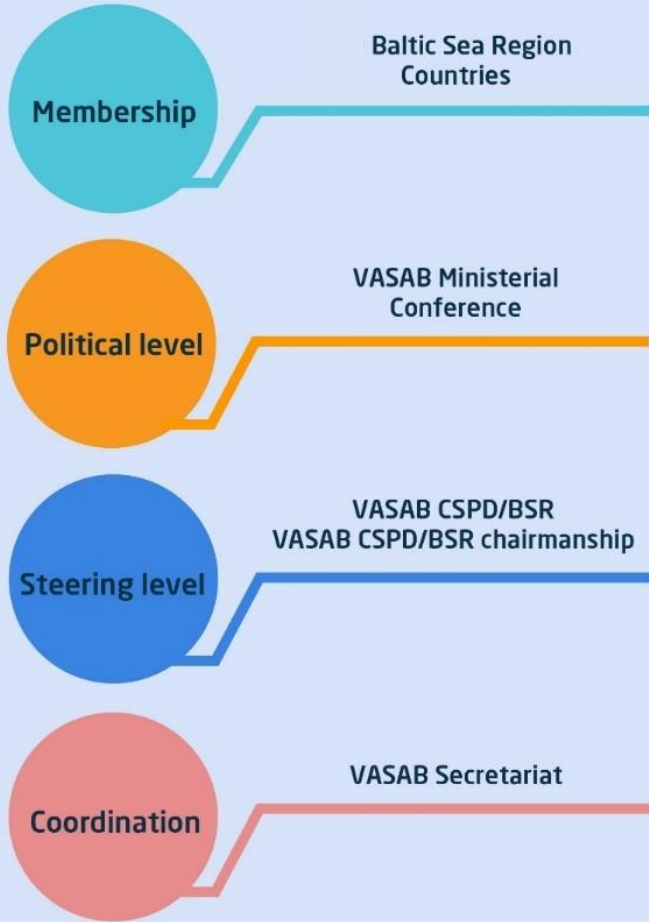 Membership
Baltic Sea Region
Countries
Political level
VASAB Ministerial
Conference
Steering level
VASAB CSPD/BSR
VASAB CSPD/BSR chairmanship
Coordination
VASAB Secretariat